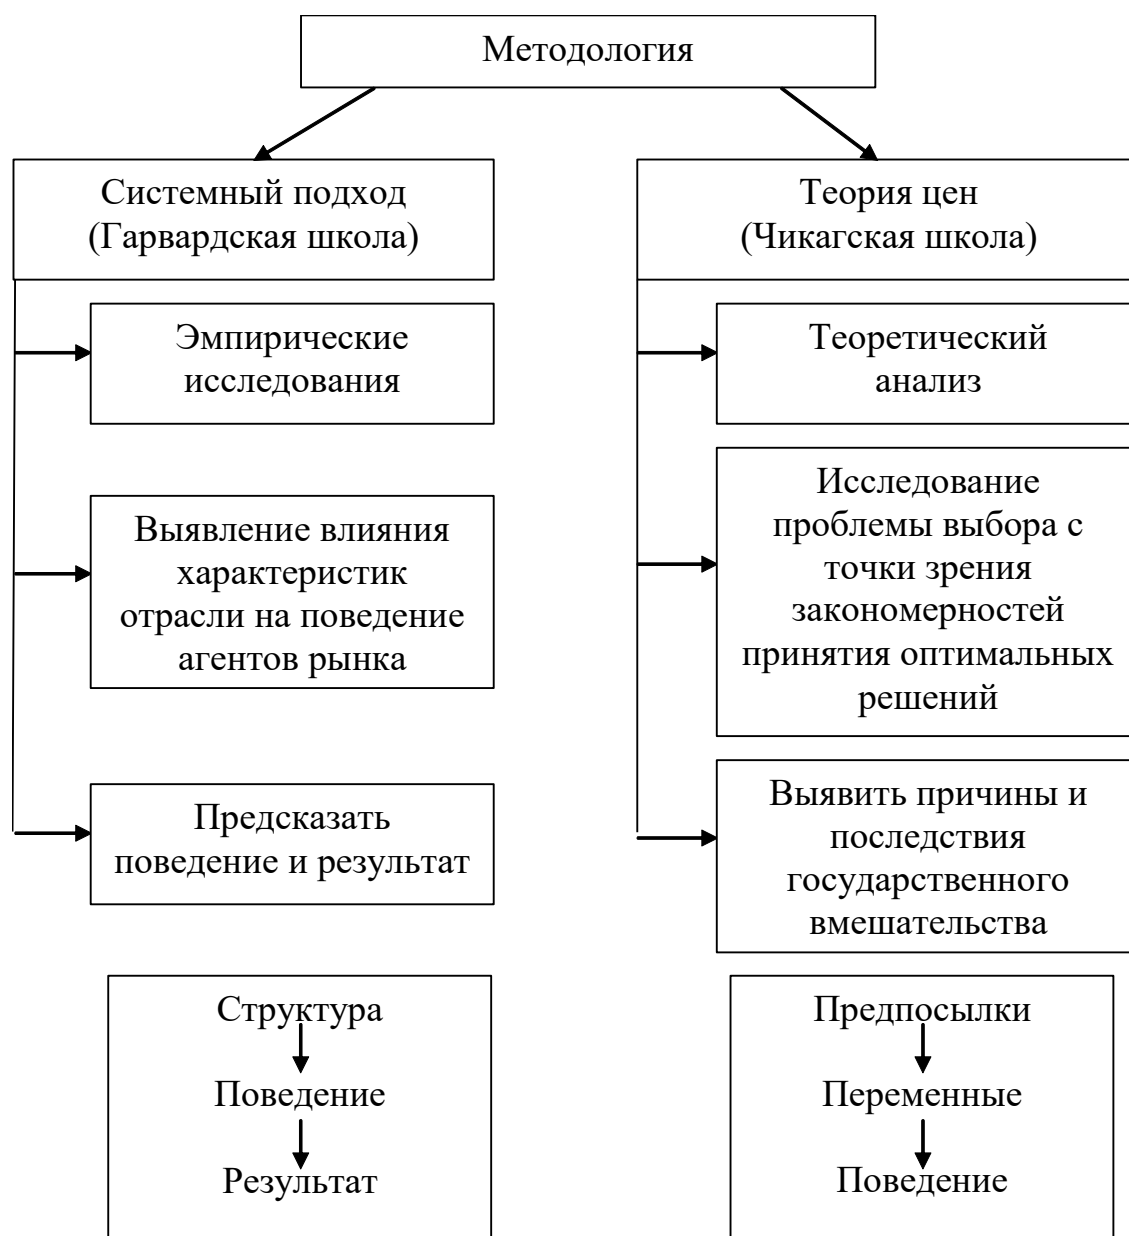 Методология
Системный подход
(Гарвардская школа)
Эмпирические
исследования
Выявление влияния
характеристик
отрасли на поведение
агентов рынка
Предсказать
поведение и результат
Структура
Поведение
Результат
Теория цен
(Чикагская школа)
Теоретический
анализ
Исследование
проблемы выбора с
точки зрения
закономерностей
принятия оптимальных
решений
Выявить причины и
последствия
государственного
вмешательства
Предпосылки
Переменные
Поведение